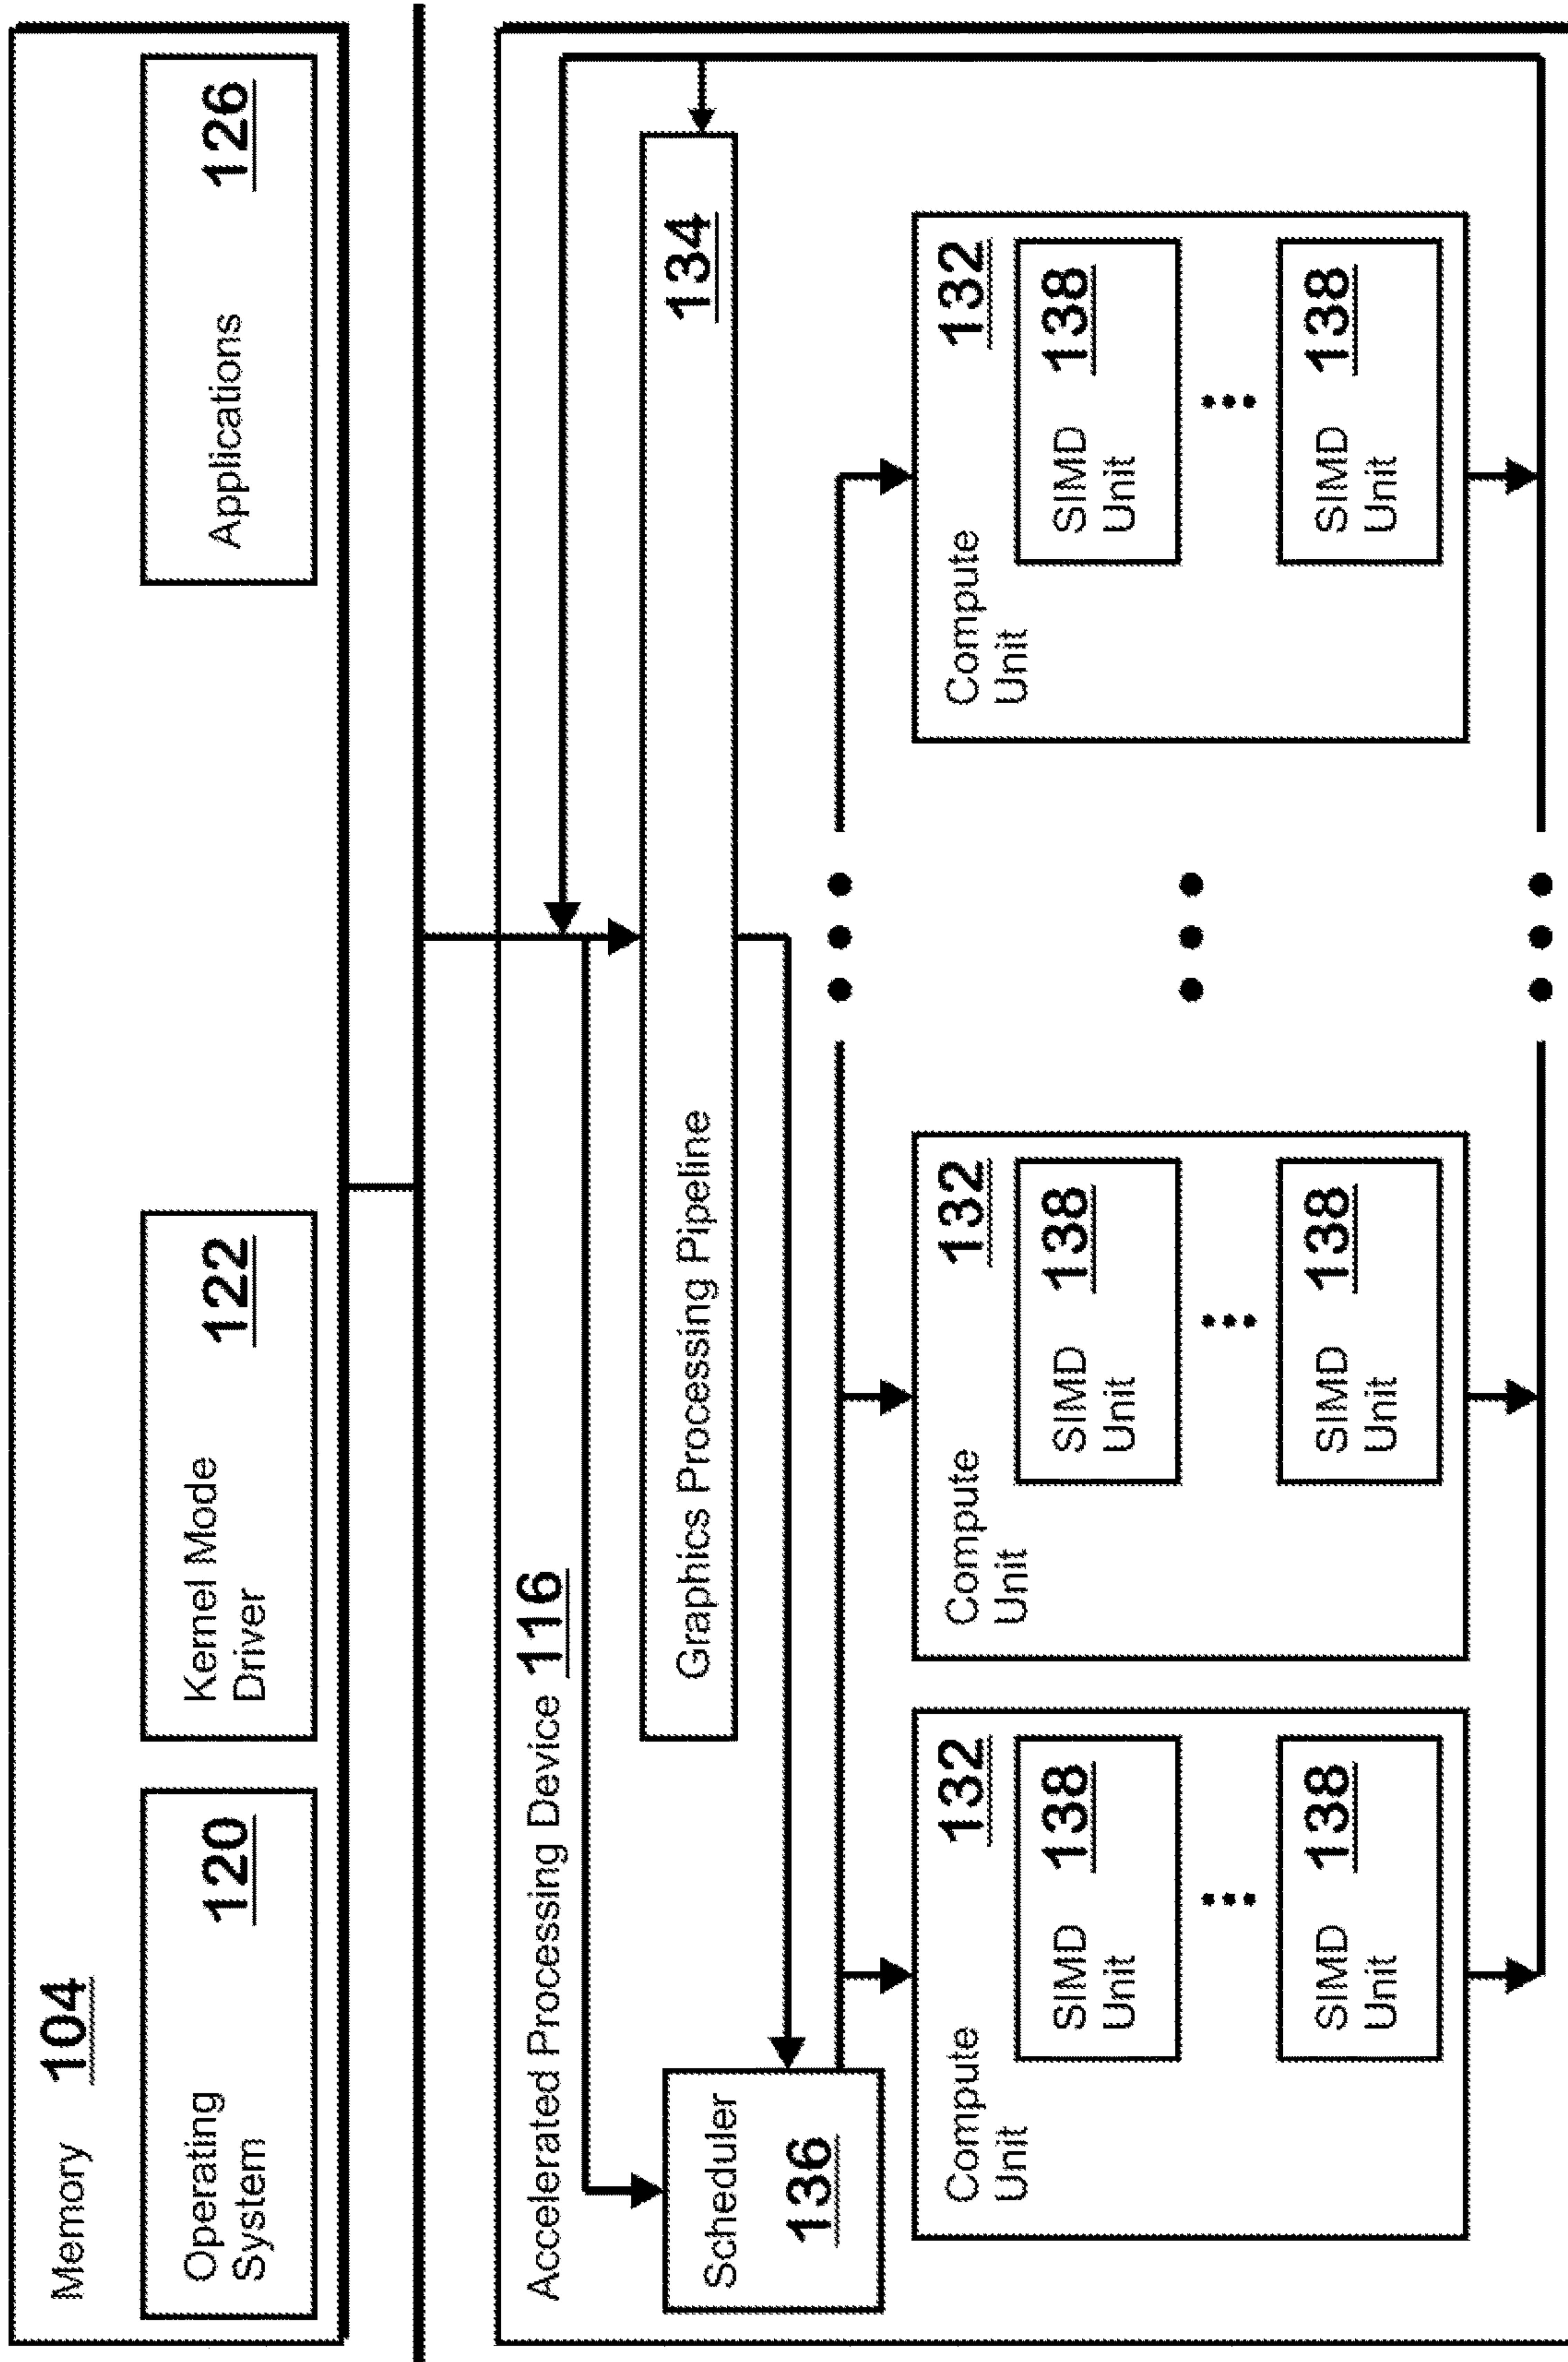 Memory 104
Operating
System
120
Kernel Mode
Driver
122
Applications
126
Accelerated Processing Device 116
Scheduler
136
Graphics Processing Pipeline
134
Compute
Unit
132
SIMD
Unit
138
SIMD
Unit
138
Compute
Unit
132
SIMD
Unit
138
SIMD
Unit
138
Compute
Unit
132
SIMD
Unit
138
SIMD
Unit
138